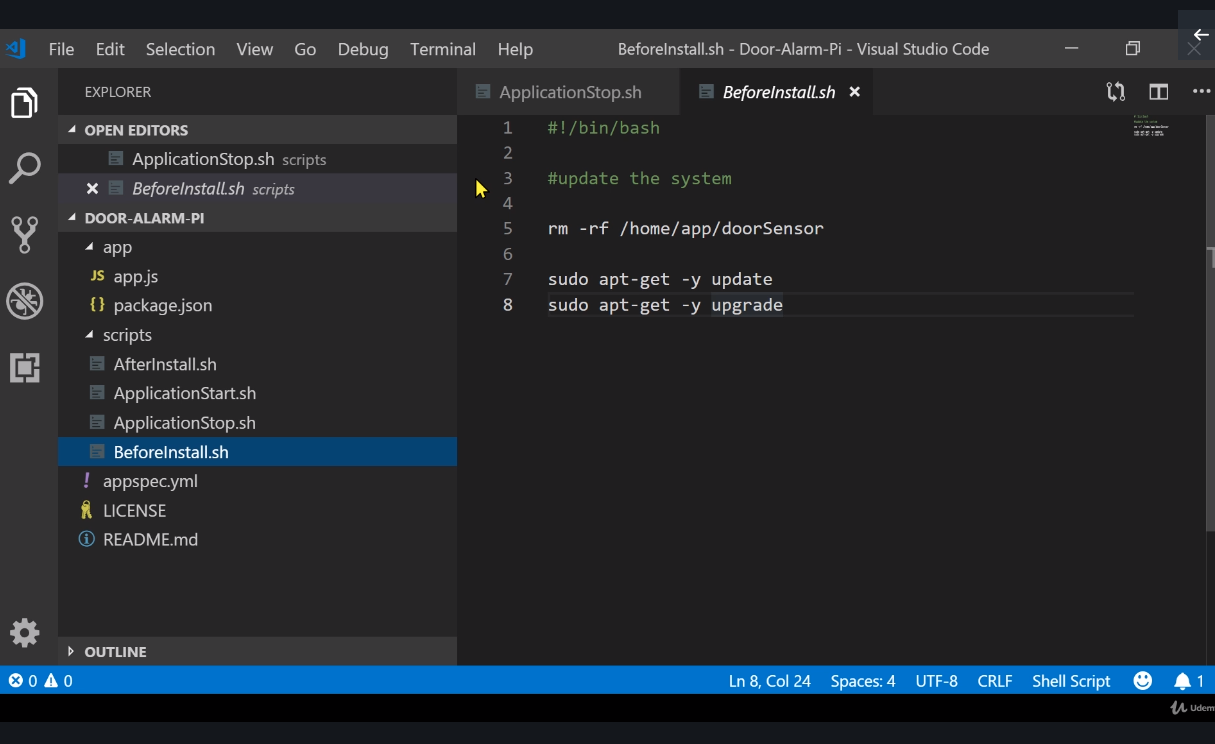 File Edit Selection View Go Debug Terminal Help BeforeInstall.sh - Door-Alarm-Pi - Visual Studio Code
EXPLORER
OPEN EDITORS
ApplicationStop.sh scripts
BeforeInstall.sh scripts
DOOR-ALARM-PI
app
JS app.js
{} package.json
scripts
AfterInstall.sh
ApplicationStart.sh
ApplicationStop.sh
BeforeInstall.sh
! appspec.yml
LICENSE
README.md
OUTLINE
ApplicationStop.sh BeforeInstall.sh
1 #!/bin/bash
2
3 #update the system
4
5 rm -rf /home/app/doorSensor
6
7 sudo apt-get -y update
8 sudo apt-get -y upgrade
0 0 Ln 8, Col 24 Spaces: 4 UTF-8 CRLF Shell Script 1